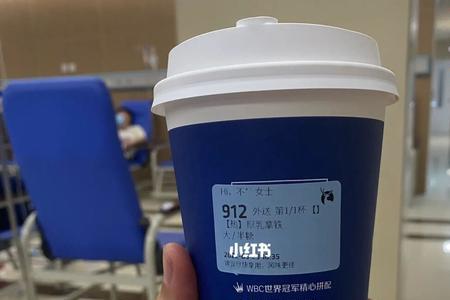 Hi, 不*女士
912 外送 第1/1杯 【】
【热】厚乳拿铁
大/半糖
小红书
WBC世界冠军精心拼配